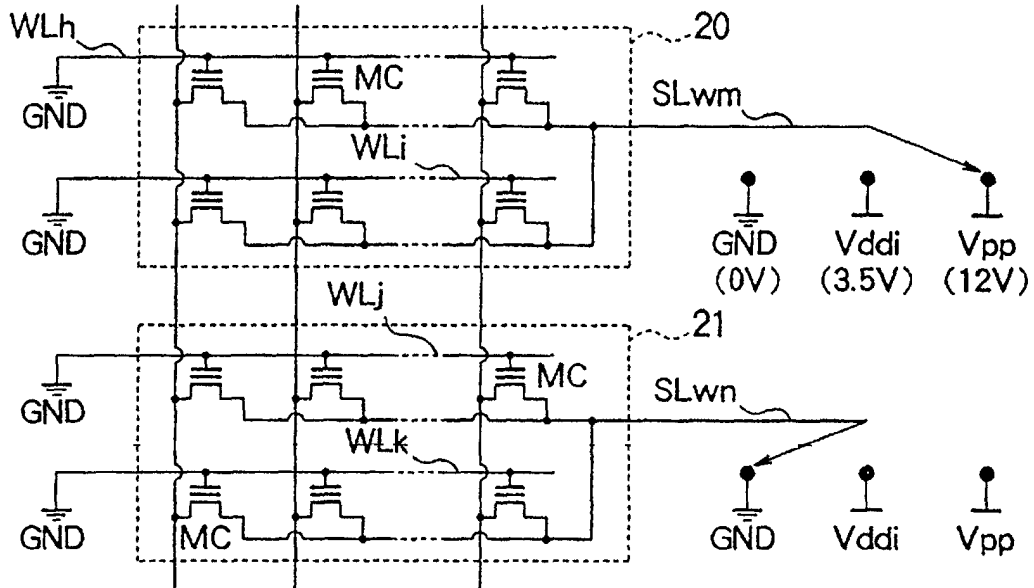 WLh
20
MC
SLwm
GND
WLi
GND
GND Vddi Vpp
(0V) (3.5V) (12V)
WLj
21
MC
SLwn
GND
WLk
MC
GND
GND Vddi Vpp